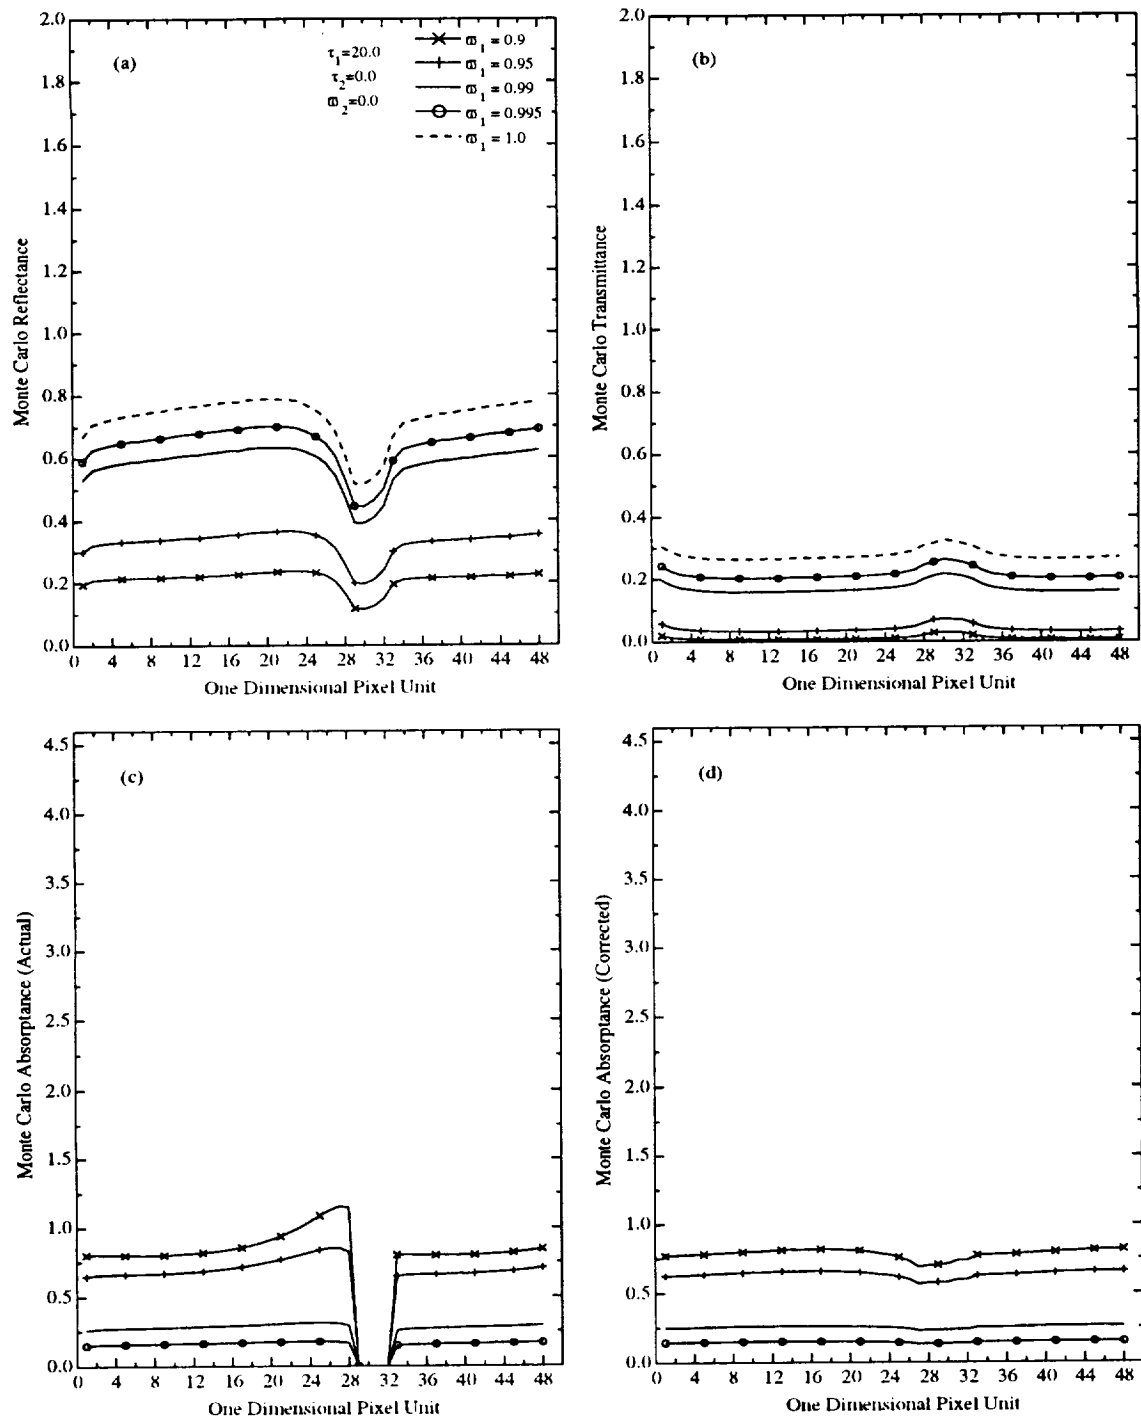 (a)
τ₁=20.0
τ₂=0.0
ϖ₂=0.0
ϖ₁ = 0.9
ϖ₁ = 0.95
ϖ₁ = 0.99
ϖ₁ = 0.995
ϖ₁ = 1.0
2.0
1.8
1.6
1.4
1.2
1.0
0.8
0.6
0.4
0.2
0.0
Monte Carlo Reflectance
0 4 8 12 16 20 24 28 32 36 40 44 48
One Dimensional Pixel Unit
(b)
2.0
1.8
1.6
1.4
1.2
1.0
0.8
0.6
0.4
0.2
0.0
Monte Carlo Transmittance
0 4 8 12 16 20 24 28 32 36 40 44 48
One Dimensional Pixel Unit
(c)
4.5
4.0
3.5
3.0
2.5
2.0
1.5
1.0
0.5
0.0
Monte Carlo Absorptance (Actual)
0 4 8 12 16 20 24 28 32 36 40 44 48
One Dimensional Pixel Unit
(d)
4.5
4.0
3.5
3.0
2.5
2.0
1.5
1.0
0.5
0.0
Monte Carlo Absorptance (Corrected)
0 4 8 12 16 20 24 28 32 36 40 44 48
One Dimensional Pixel Unit